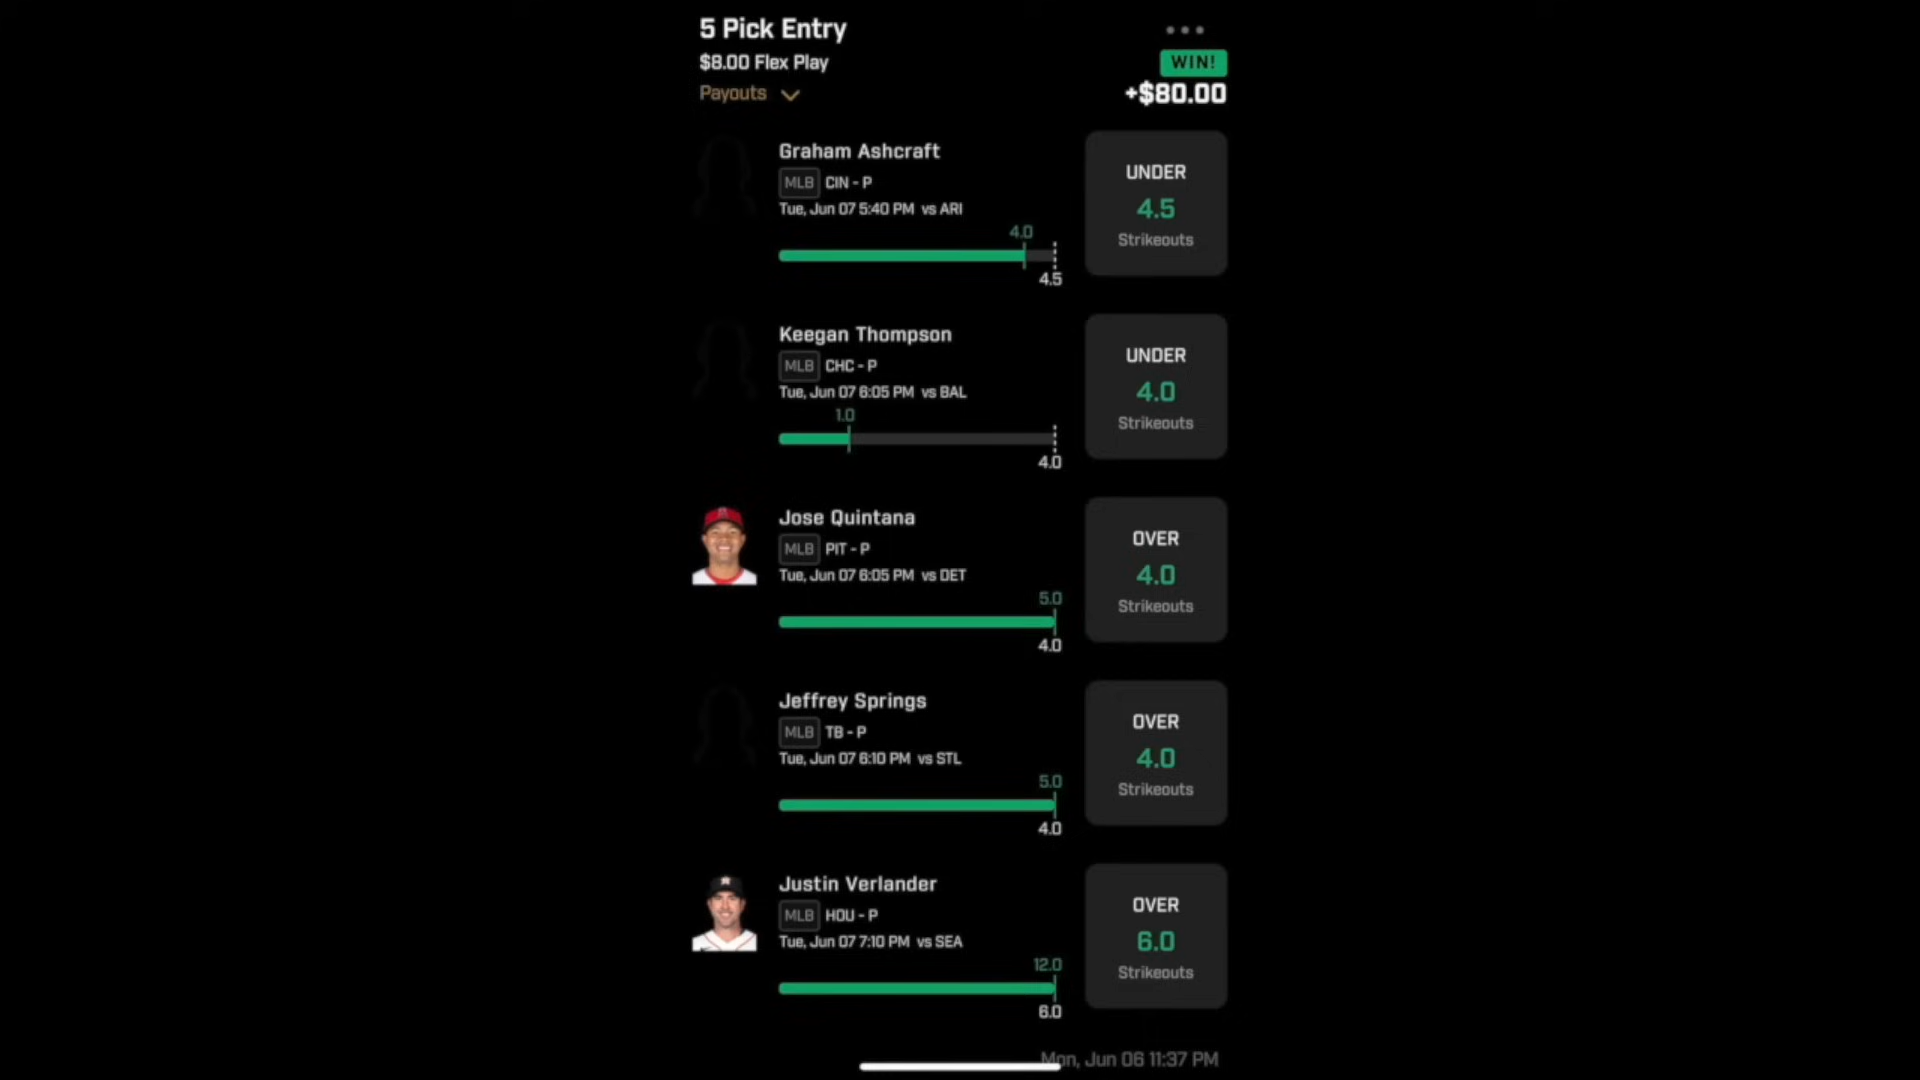 5 Pick Entry
$8.00 Flex Play
WIN!
Payouts
+$80.00
Graham Ashcraft
MLB CIN - P
Tue, Jun 07 5:40 PM vs ARI
4.0
4.5
UNDER
4.5
Strikeouts
Keegan Thompson
MLB CHC - P
Tue, Jun 07 6:05 PM vs BAL
1.0
4.0
UNDER
4.0
Strikeouts
Jose Quintana
MLB PIT - P
Tue, Jun 07 6:05 PM vs DET
5.0
4.0
OVER
4.0
Strikeouts
Jeffrey Springs
MLB TB - P
Tue, Jun 07 6:10 PM vs STL
5.0
4.0
OVER
4.0
Strikeouts
Justin Verlander
MLB HOU - P
Tue, Jun 07 7:10 PM vs SEA
12.0
6.0
OVER
6.0
Strikeouts
Mon, Jun 06 11:37 PM